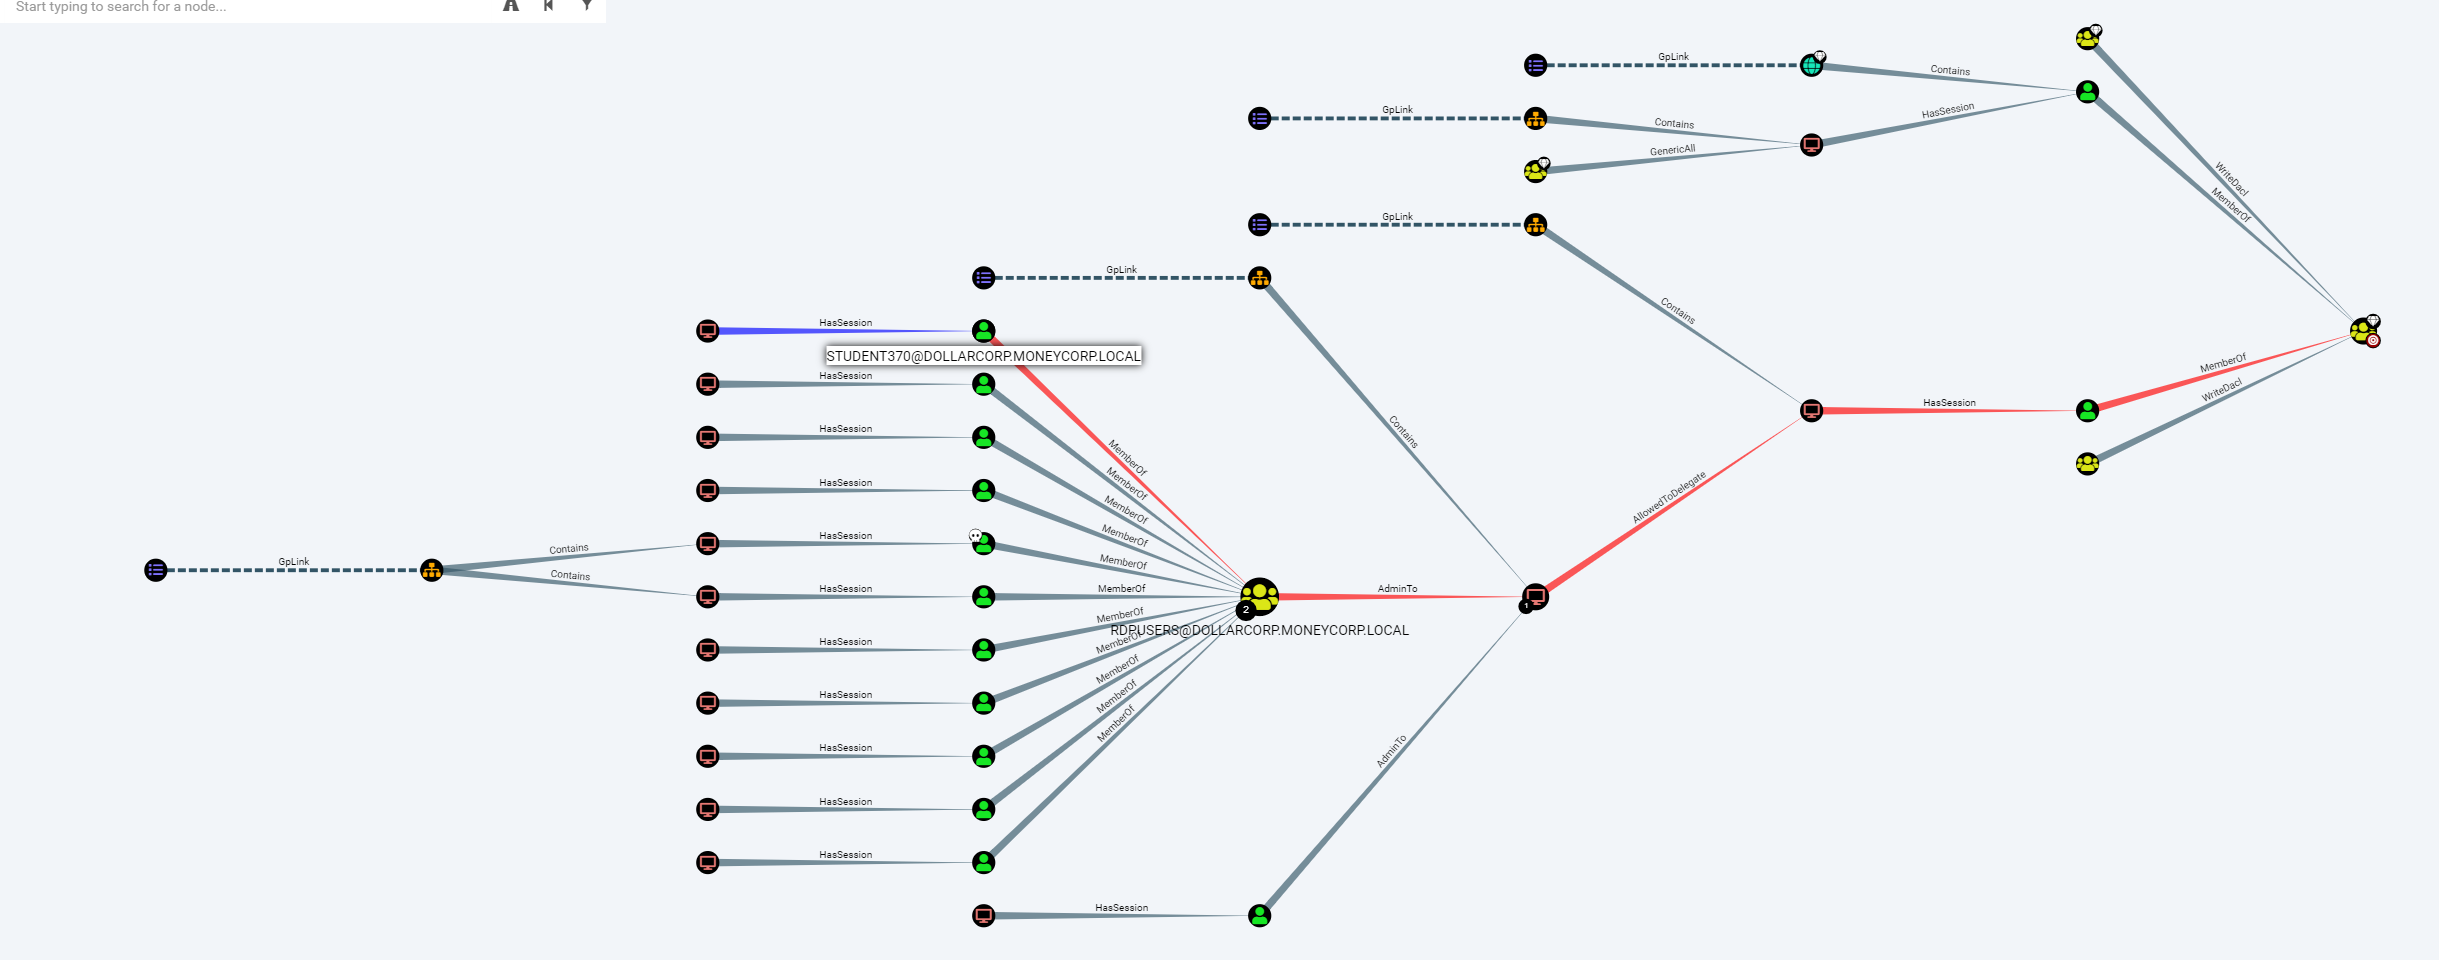 Start typing to search for a node...
GpLink
Contains
GpLink
Contains
HasSession
GenericAll
GpLink
WriteDacl
MemberOf
GpLink
Contains
HasSession
STUDENT370@DOLLARCORP.MONEYCORP.LOCAL
HasSession
MemberOf
WriteDacl
HasSession
Contains
HasSession
MemberOf
MemberOf
HasSession
MemberOf
AllowedToDelegate
HasSession
MemberOf
Contains
MemberOf
GpLink
Contains
HasSession
MemberOf
AdminTo
MemberOf
2
1
RDPUSERS@DOLLARCORP.MONEYCORP.LOCAL
HasSession
MemberOf
MemberOf
HasSession
MemberOf
MemberOf
HasSession
AdminTo
HasSession
HasSession
HasSession